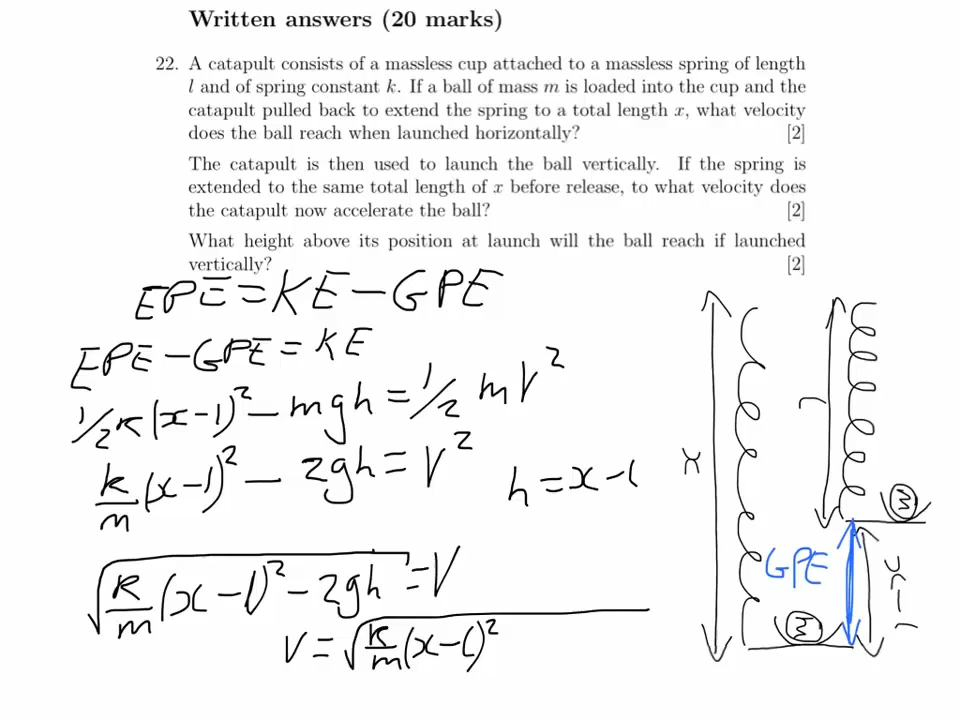 Written answers (20 marks)
22. A catapult consists of a massless cup attached to a massless spring of length
l and of spring constant k. If a ball of mass m is loaded into the cup and the
catapult pulled back to extend the spring to a total length x, what velocity
does the ball reach when launched horizontally? [2]
The catapult is then used to launch the ball vertically. If the spring is
extended to the same total length of x before release, to what velocity does
the catapult now accelerate the ball? [2]
What height above its position at launch will the ball reach if launched
vertically? [2]
EPE = KE - GPE
EPE - GPE = KE
1/2 k (x-l)² - mgh = 1/2 mV²
k/m (x-l)² - 2gh = V²
h = x-l
√(k/m (x-l)² - 2gh) = V
V = √(k/m (x-l)²
x
l
m
GPE
x-l
m